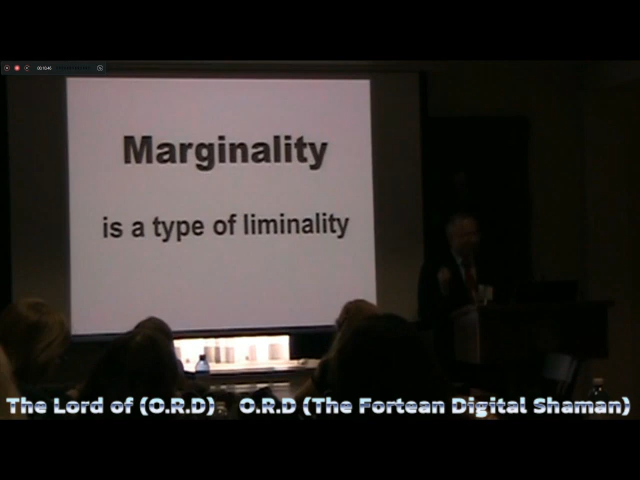 Marginality
is a type of liminality
The Lord of (O.R.D) O.R.D (The Fortean Digital Shaman)